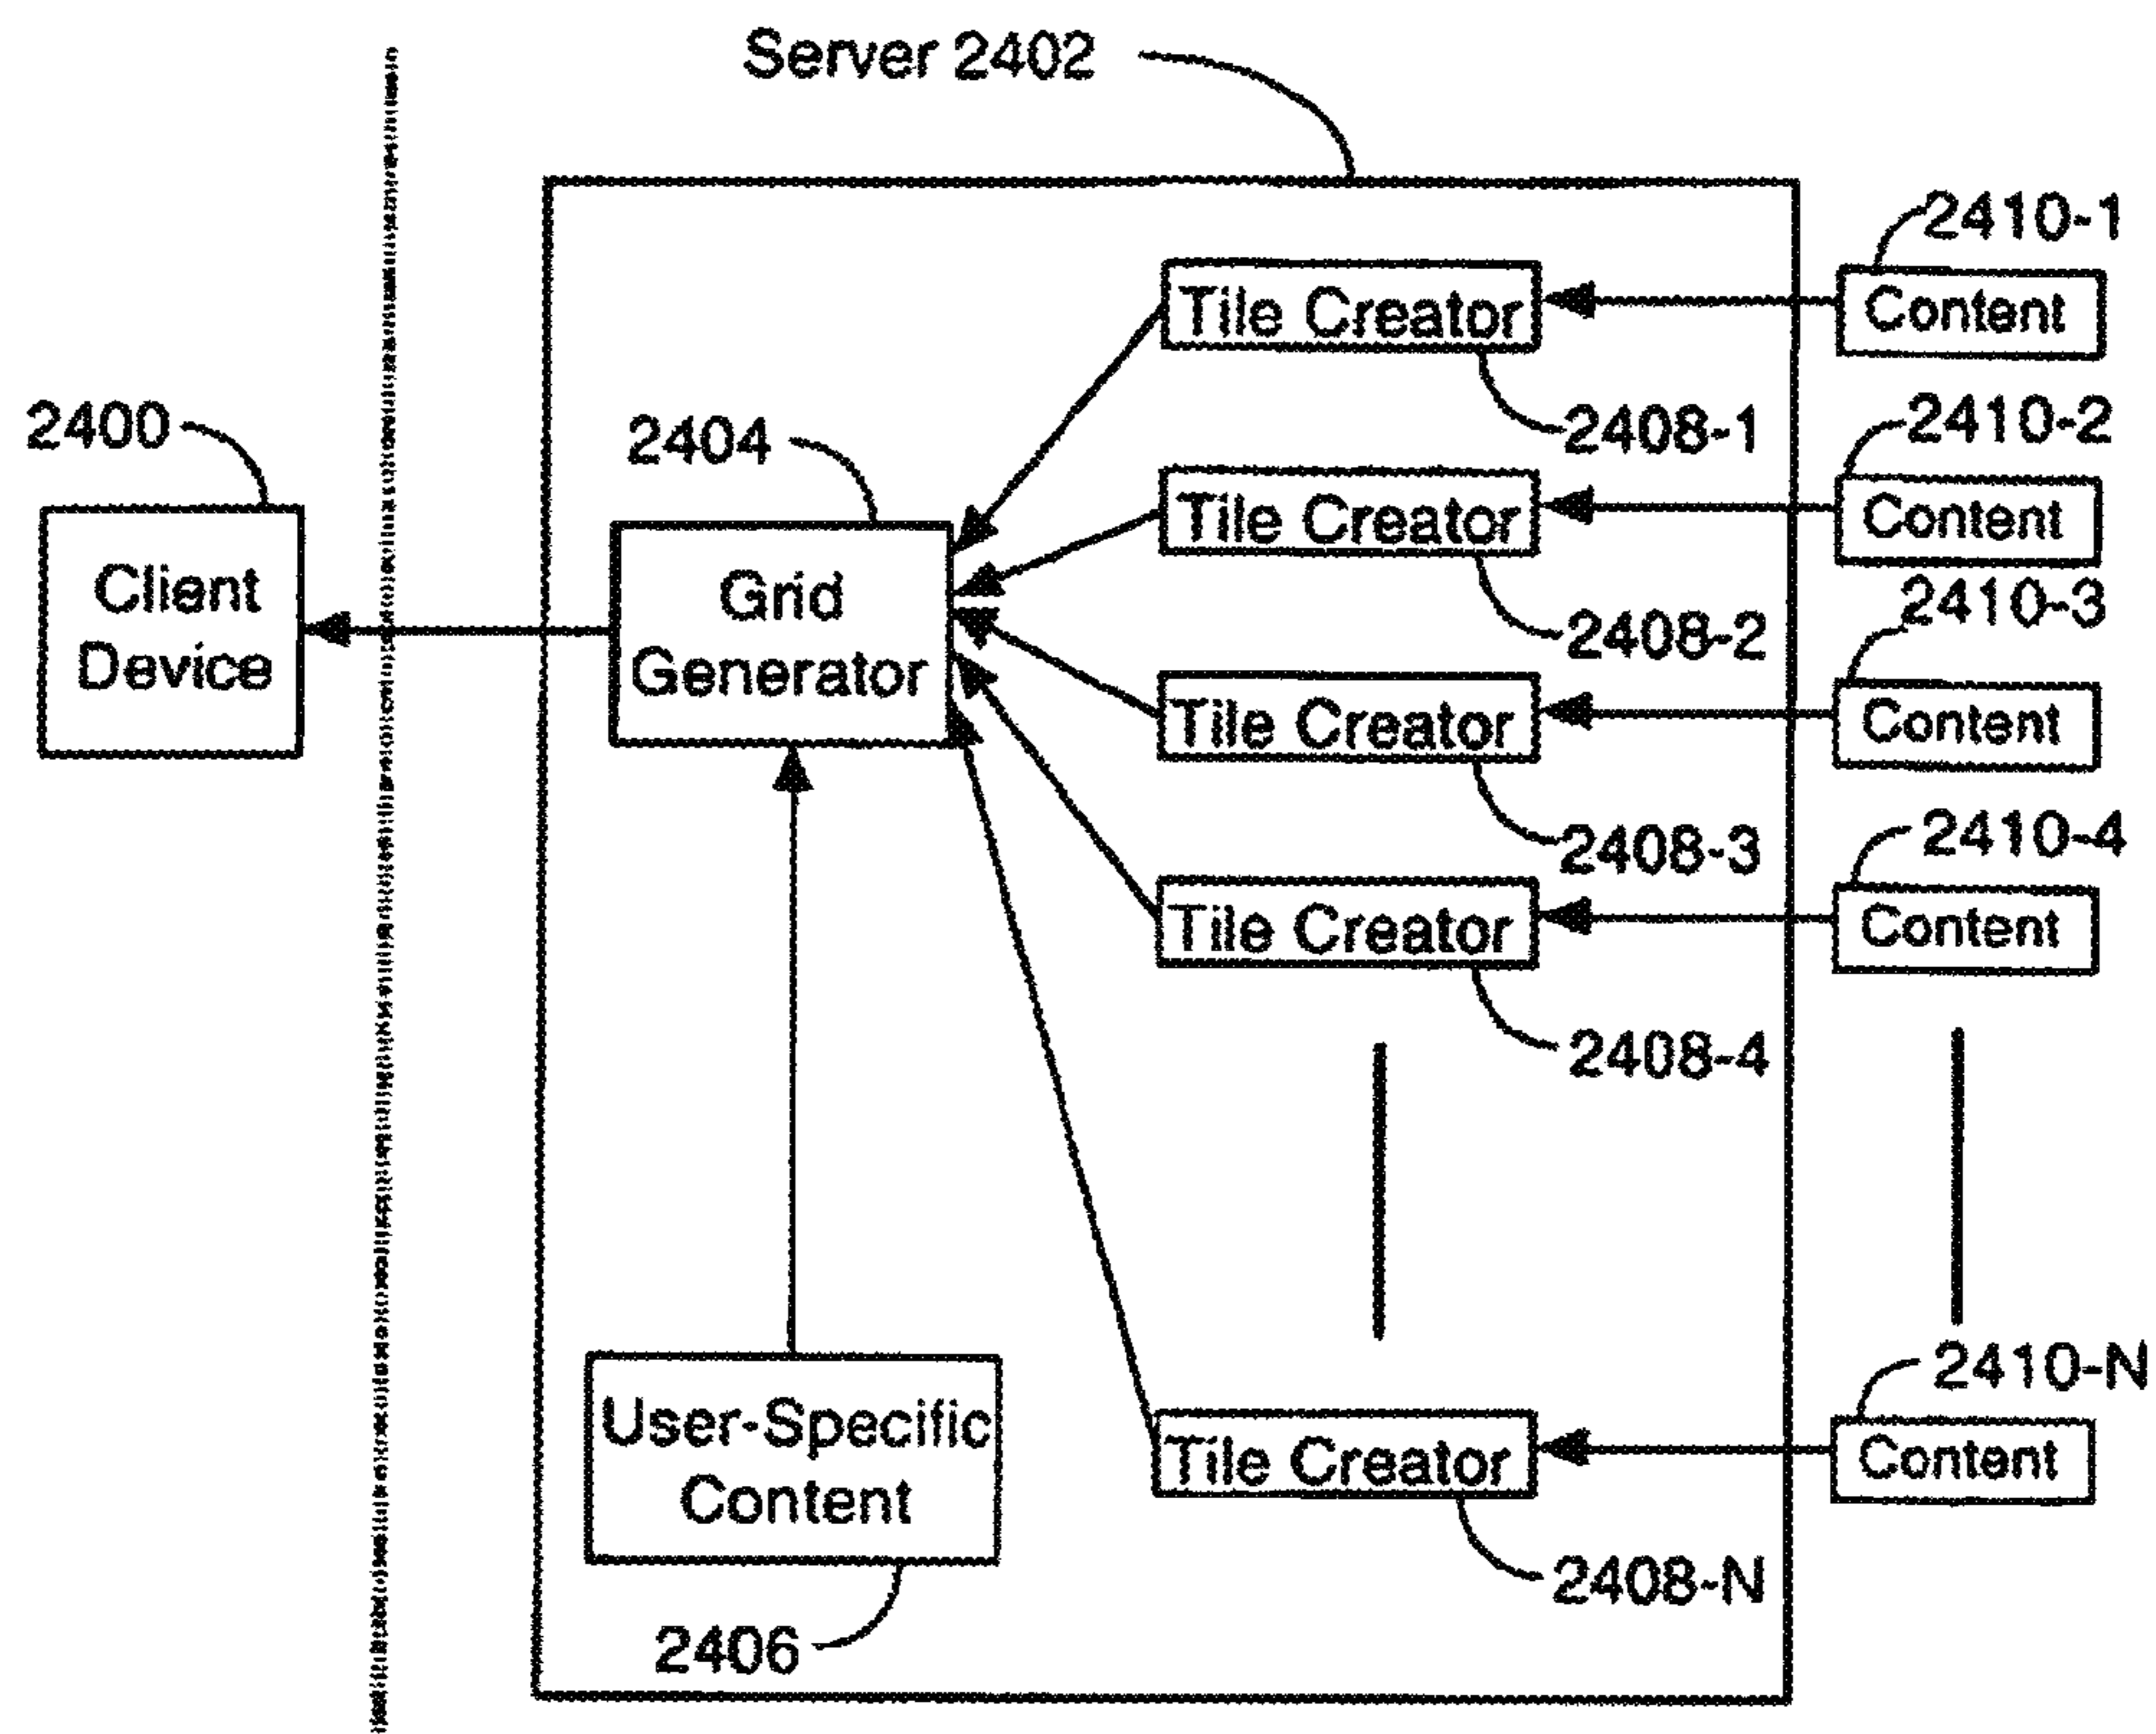 Server 2402
2410-1
Tile Creator
Content
2408-1
2400
2404
2410-2
Tile Creator
Content
Client
Device
Grid
Generator
2408-2
2410-3
Tile Creator
Content
2408-3
2410-4
Tile Creator
Content
2408-4
2410-N
User-Specific
Content
Tile Creator
Content
2408-N
2406